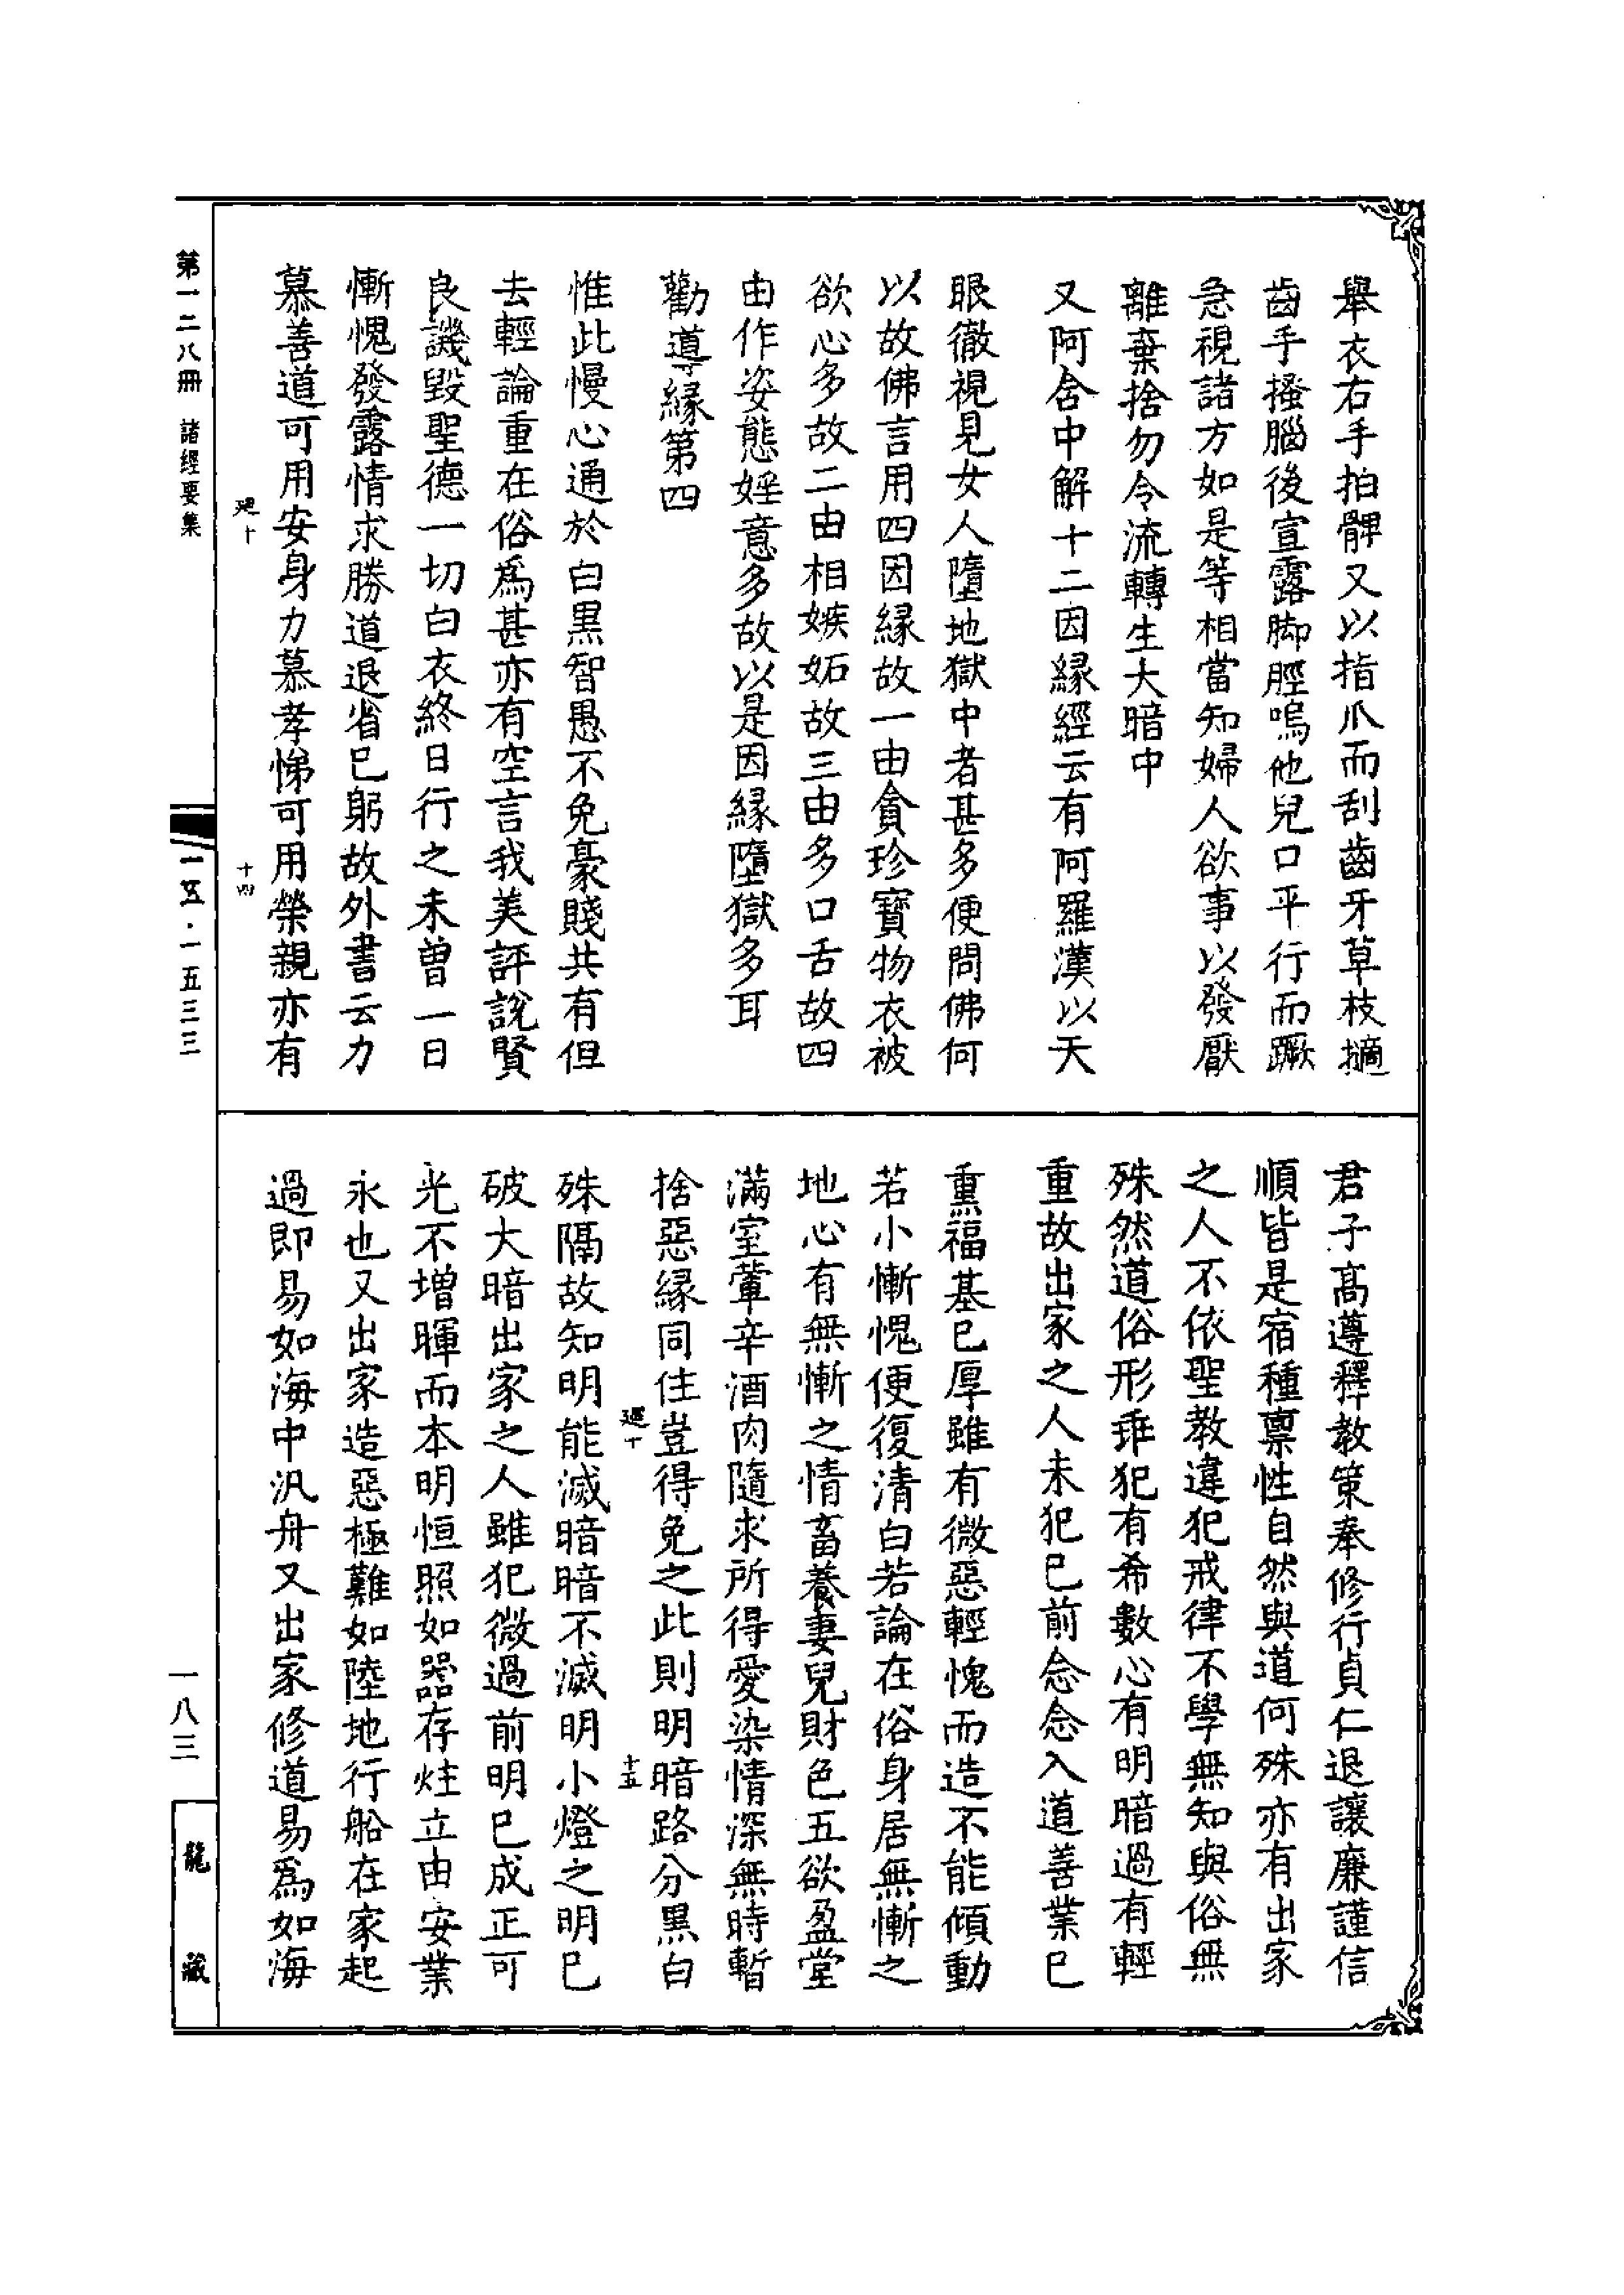 舉衣右手拍髀又以指爪而刮齒牙草枝擿
齒手搔腦後宣露脚脛嗚他兒口平行而蹶
急視諸方如是等相當知婦人欲事以發厭
離棄捨勿令流轉生大暗中
又阿含中解十二因緣經云有阿羅漢以天
眼徹視見女人墮地獄中者甚多便問佛何
以故佛言用四因緣故一由貪珍寶物衣被
欲心多故二由相嫉妬故三由多口舌故四
由作姿態婬意多故以是因緣墮獄多耳
勸導緣第四
惟此慢心通於白黑智愚不免豪賤共有但
去輕論重在俗爲甚亦有空言我美評說賢
良譏毀聖德一切白衣終日行之未曾一日
慚愧發露情求勝道退省已躬故外書云力
慕善道可用安身力慕孝悌可用榮親亦有
君子高遵釋教策奉修行貞仁退讓廉謹信
順皆是宿種禀性自然與道何殊亦有出家
之人不依聖教違犯戒律不學無知與俗無
殊然道俗形乖犯有希數心有明暗過有輕
重故出家之人未犯已前念念入道善業已
熏福基已厚雖有微惡輕愧而造不能傾動
若小慚愧便復清白若論在俗身居無慚之
地心有無慚之情畜養妻兒財色五欲盈堂
滿室葷辛酒肉隨求所得愛染情深無時暫
捨惡緣同住豈得免之此則明暗路分黑白
殊隔故知明能滅暗暗不滅明小燈之明已
破大暗出家之人雖犯微過前明已成正可
光不增暉而本明恒照如器存炷立由安業
永也又出家造惡極難如陸地行船在家起
過即易如海中汎舟又出家修道易爲如海
第一二八冊 諸經要集
一五·一五三三
一八三
龍藏
十四
十五